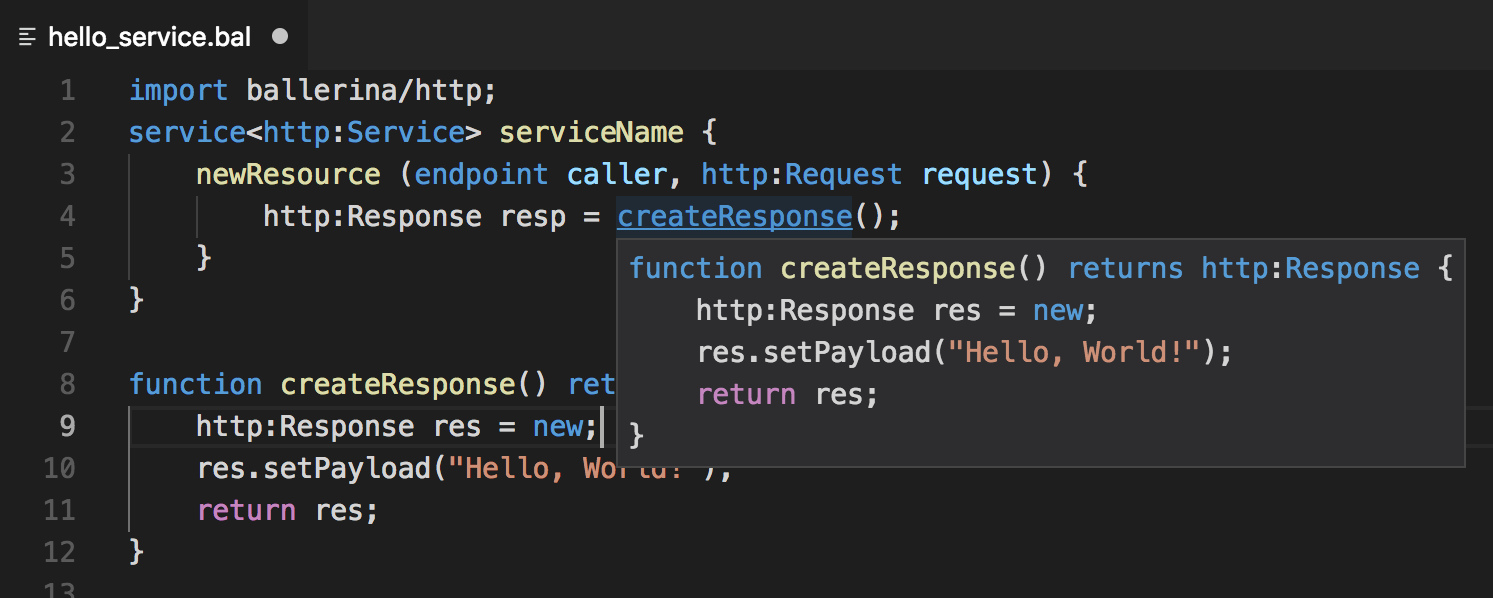 hello_service.bal
1 import ballerina/http;
2 service<http:Service> serviceName {
3 newResource (endpoint caller, http:Request request) {
4 http:Response resp = createResponse();
5 }
6 }
7
8 function createResponse() ret
9 http:Response res = new;
10 res.setPayload("Hello, World!");
11 return res;
12 }
13
function createResponse() returns http:Response {
http:Response res = new;
res.setPayload("Hello, World!");
return res;
}